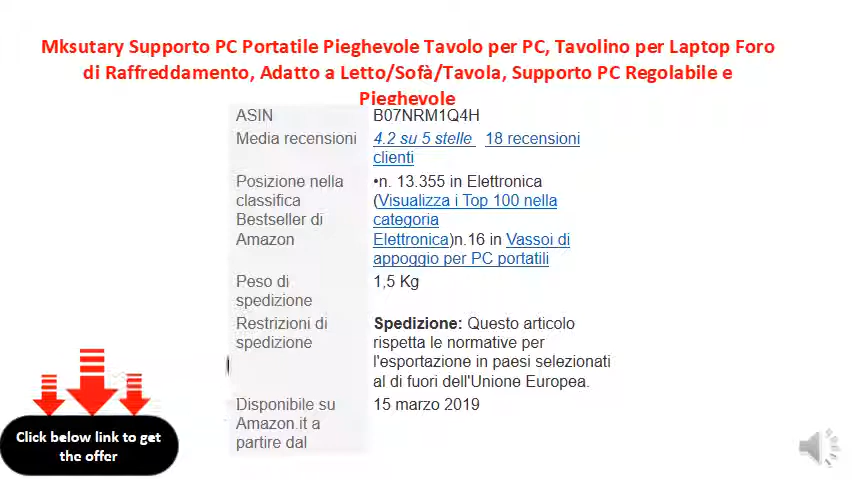 Mksutary Supporto PC Portatile Pieghevole Tavolo per PC, Tavolino per Laptop Foro
di Raffreddamento, Adatto a Letto/Sofà/Tavola, Supporto PC Regolabile e
Pieghevole
ASIN B07NRM1Q4H
Media recensioni 4.2 su 5 stelle 18 recensioni
clienti
Posizione nella •n. 13.355 in Elettronica
classifica (Visualizza i Top 100 nella
Bestseller di categoria
Amazon Elettronica)n.16 in Vassoi di
appoggio per PC portatili
Peso di 1,5 Kg
spedizione
Restrizioni di Spedizione: Questo articolo
spedizione rispetta le normative per
l'esportazione in paesi selezionati
al di fuori dell'Unione Europea.
Disponibile su 15 marzo 2019
Amazon.it a
partire dal
Click below link to get
the offer